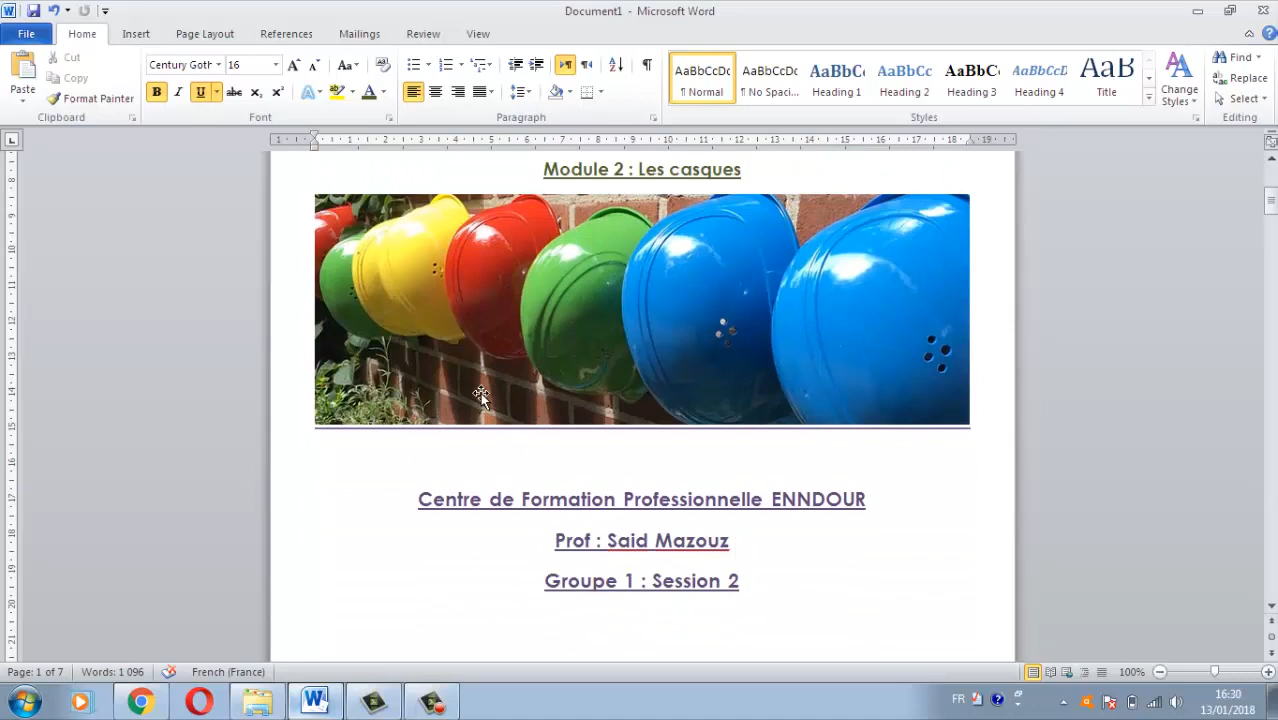 Document1 - Microsoft Word
File Home Insert Page Layout References Mailings Review View
Cut
Copy
Format Painter
Paste
Century Goth 16
AaBbCcDc AaBbCcDc AaBbC AaBbCc AaBbC AaBbCcD AaB
¶ Normal ¶ No Spaci... Heading 1 Heading 2 Heading 3 Heading 4 Title
Change Styles
Find
Replace
Select
Clipboard Font Paragraph Styles Editing
Module 2 : Les casques
Centre de Formation Professionnelle ENNDOUR
Prof : Said Mazouz
Groupe 1 : Session 2
Page: 1 of 7 Words: 1 096 French (France) 100%
FR
16:30
13/01/2018